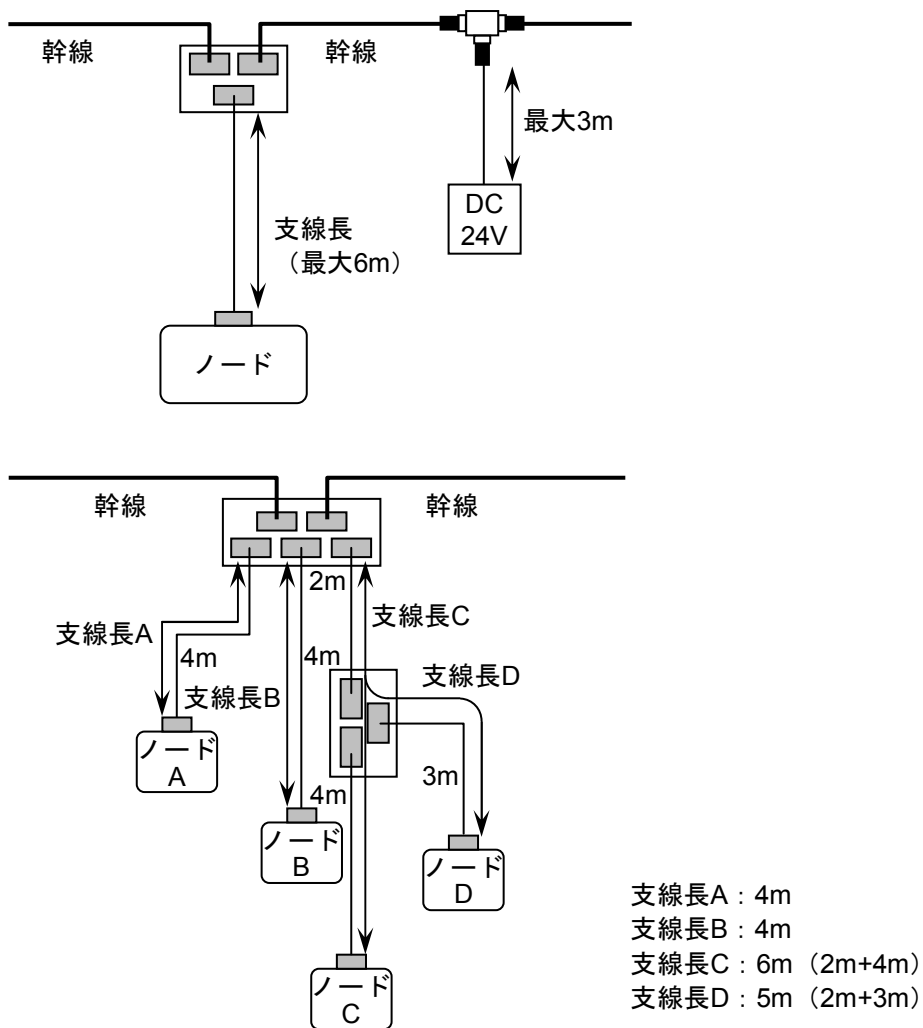 幹線
幹線
最大3m
DC
24V
支線長
（最大6m）
ノード
幹線
幹線
2m
支線長C
支線長A
4m
4m
支線長D
支線長B
ノード
A
3m
4m
ノード
B
ノード
D
ノード
C
支線長A：4m
支線長B：4m
支線長C：6m（2m+4m）
支線長D：5m（2m+3m）